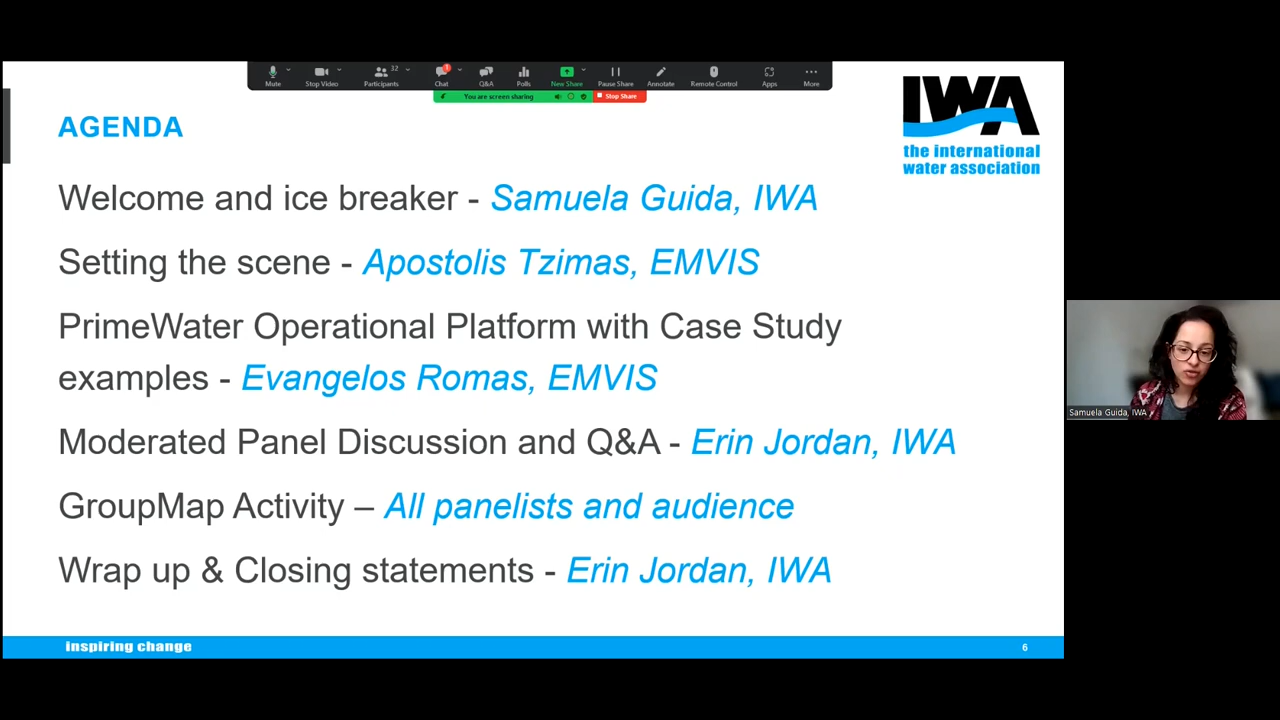 32
1
Mute
Stop Video
Participants
Chat
Q&A
Polls
New Share
Pause Share
Annotate
Remote Control
Apps
More
You are screen sharing
Stop Share
IWA
the international
water association
AGENDA
Welcome and ice breaker - Samuela Guida, IWA
Setting the scene - Apostolis Tzimas, EMVIS
PrimeWater Operational Platform with Case Study
examples - Evangelos Romas, EMVIS
Moderated Panel Discussion and Q&A - Erin Jordan, IWA
GroupMap Activity – All panelists and audience
Wrap up & Closing statements - Erin Jordan, IWA
Samuela Guida, IWA
inspiring change
6